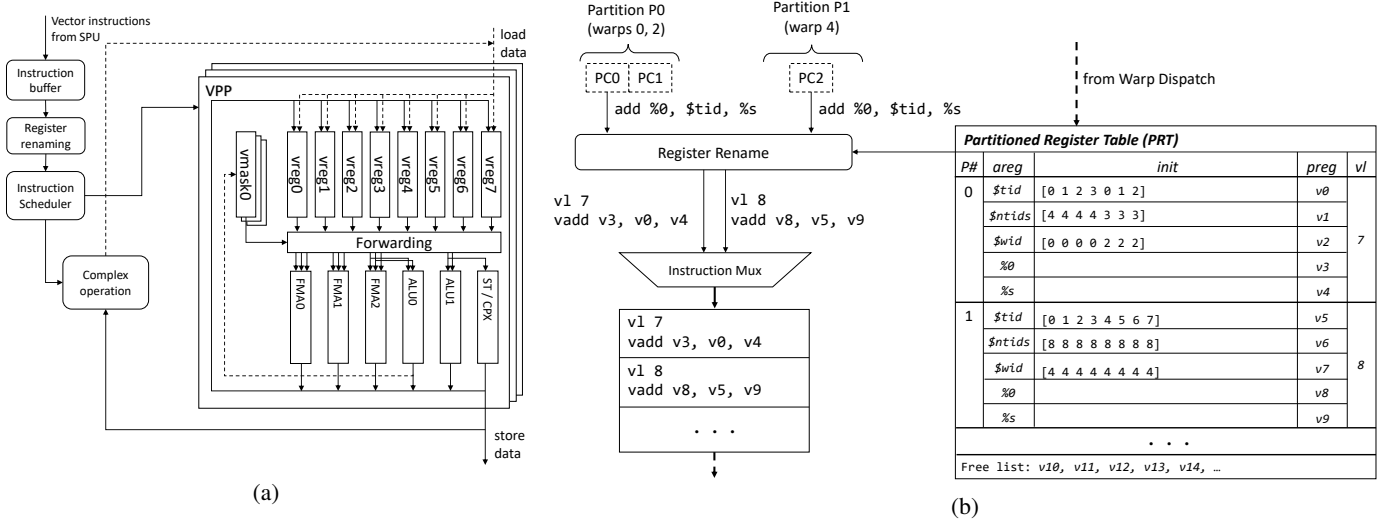 Vector instructions
from SPU
load
data
Instruction
buffer
Register
renaming
Instruction
Scheduler
Complex
operation
VPP
vmask0
vreg0
vreg1
vreg2
vreg3
vreg4
vreg5
vreg6
vreg7
Forwarding
FMA0
FMA1
FMA2
ALU0
ALU1
ST / CPX
store
data
(a)
Partition P0
(warps 0, 2)
Partition P1
(warp 4)
PC0 PC1
PC2
add %0, $tid, %s
add %0, $tid, %s
from Warp Dispatch
Register Rename
vl 7
vadd v3, v0, v4
vl 8
vadd v8, v5, v9
Instruction Mux
vl 7
vadd v3, v0, v4
vl 8
vadd v8, v5, v9
. . .
Partitioned Register Table (PRT)
P# areg init preg vl
0 $tid [0 1 2 3 0 1 2] v0
$ntids [4 4 4 4 3 3 3] v1
$wid [0 0 0 0 2 2 2] v2 7
%0 v3
%s v4
1 $tid [0 1 2 3 4 5 6 7] v5
$ntids [8 8 8 8 8 8 8 8] v6
$wid [4 4 4 4 4 4 4 4] v7 8
%0 v8
%s v9
. . .
Free list: v10, v11, v12, v13, v14, …
(b)